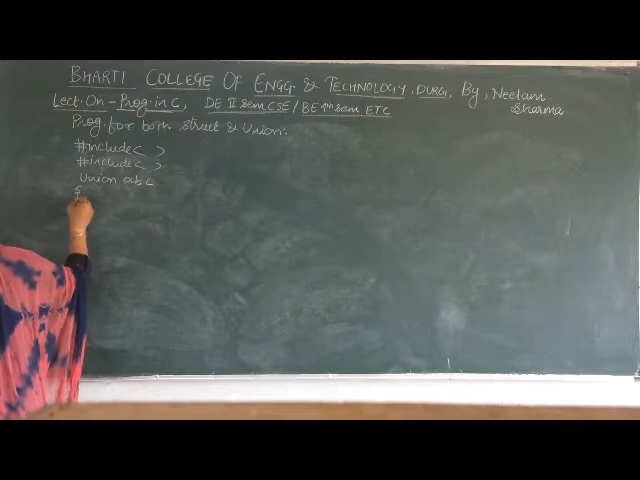 BHARTI COLLEGE OF ENGG. & TECHNOLOGY, DURG, By, Neelam Sharma
Lect. On - Prog. in C, DE II Sem CSE / BE 4th sem. ETC
Prog. for both struct & Union:
#include< >
#include< >
Union abc
{